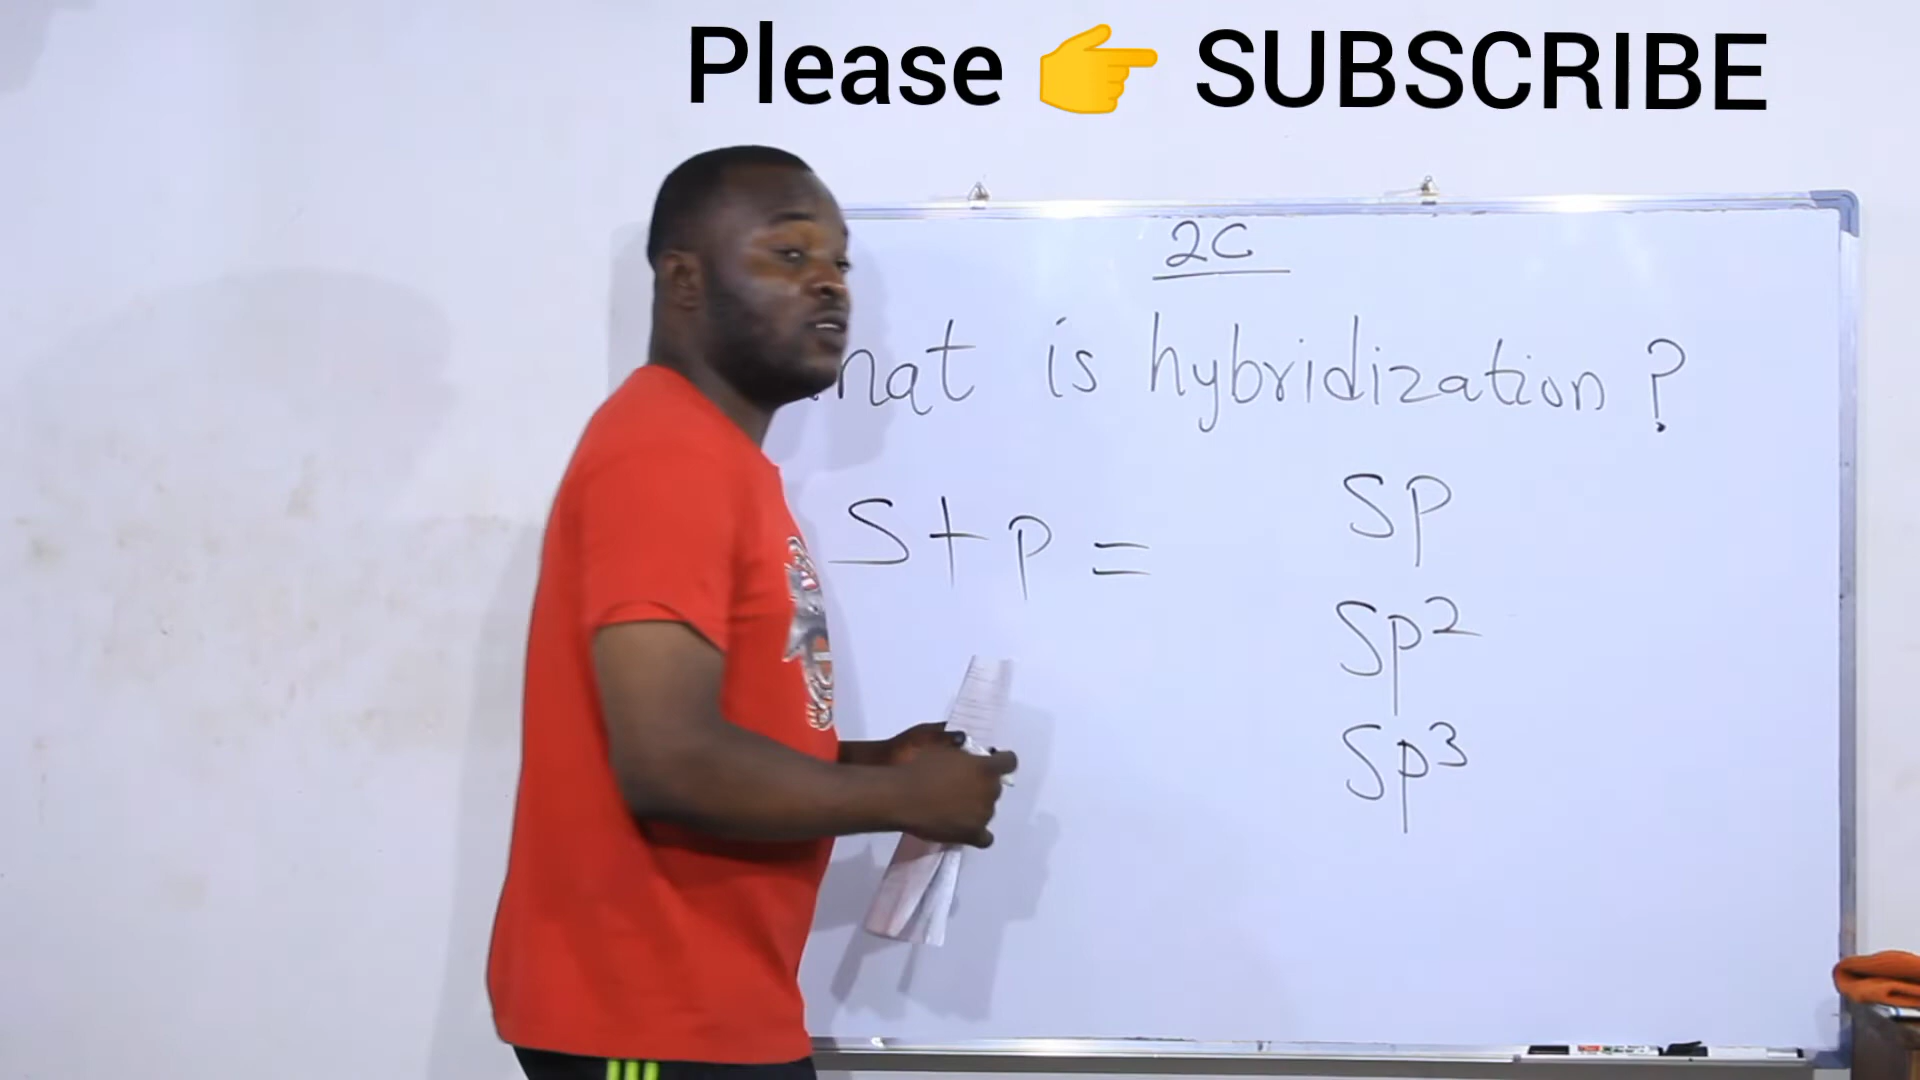 Please 👉 SUBSCRIBE
2C
hat is hybridization ?
S+p =
Sp
Sp²
Sp³